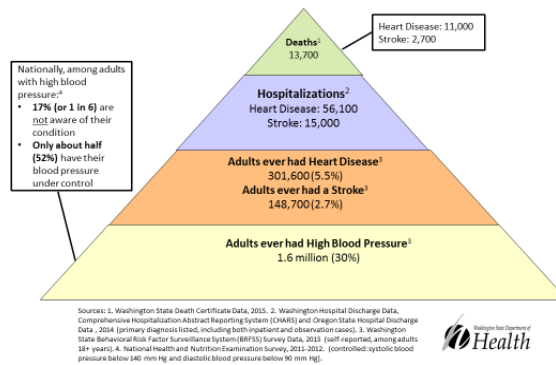 Deaths1
13,700
Heart Disease: 11,000
Stroke: 2,700
Nationally, among adults
with high blood
pressure:4
• 17% (or 1 in 6) are
not aware of their
condition
• Only about half
(52%) have their
blood pressure
under control
Hospitalizations2
Heart Disease: 56,100
Stroke: 15,000
Adults ever had Heart Disease3
301,600 (5.5%)
Adults ever had a Stroke3
148,700 (2.7%)
Adults ever had High Blood Pressure3
1.6 million (30%)
Sources: 1. Washington State Death Certificate Data, 2015. 2. Washington Hospital Discharge Data,
Comprehensive Hospitalization Abstract Reporting System (CHARS) and Oregon State Hospital Discharge
Data , 2014 (primary diagnosis listed, including both inpatient and observation cases). 3. Washington
State Behavioral Risk Factor Surveillance System (BRFSS) Survey Data, 2015 (self-reported, among adults
18+ years). 4. National Health and Nutrition Examination Survey, 2011-2012. (controlled: systolic blood
pressure below 140 mm Hg and diastolic blood pressure below 90 mm Hg).
Washington State Department of
Health